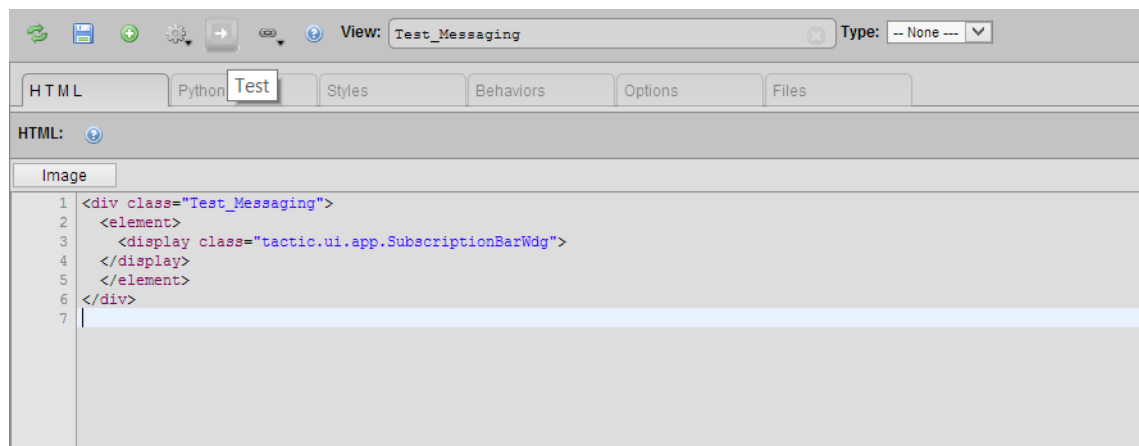 View: Test_Messaging Type: -- None ---
HTML Python Test Styles Behaviors Options Files
HTML:
Image
1 <div class="Test_Messaging">
2   <element>
3     <display class="tactic.ui.app.SubscriptionBarWdg">
4   </display>
5   </element>
6 </div>
7